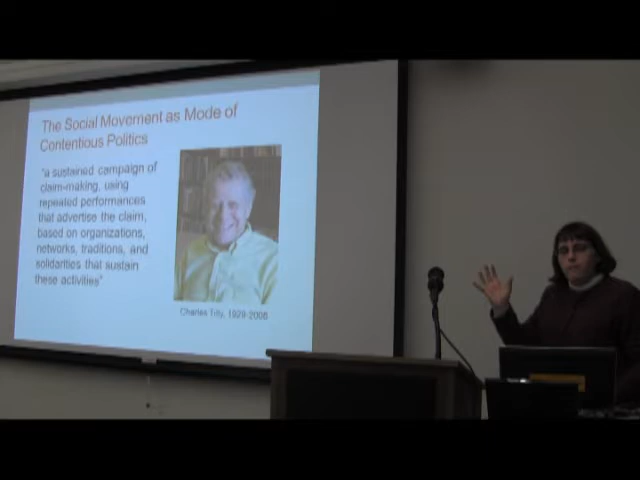 The Social Movement as Mode of
Contentious Politics
"a sustained campaign of
claim-making, using
repeated performances
that advertise the claim,
based on organizations,
networks, traditions, and
solidarities that sustain
these activities"
Charles Tilly, 1929-2008